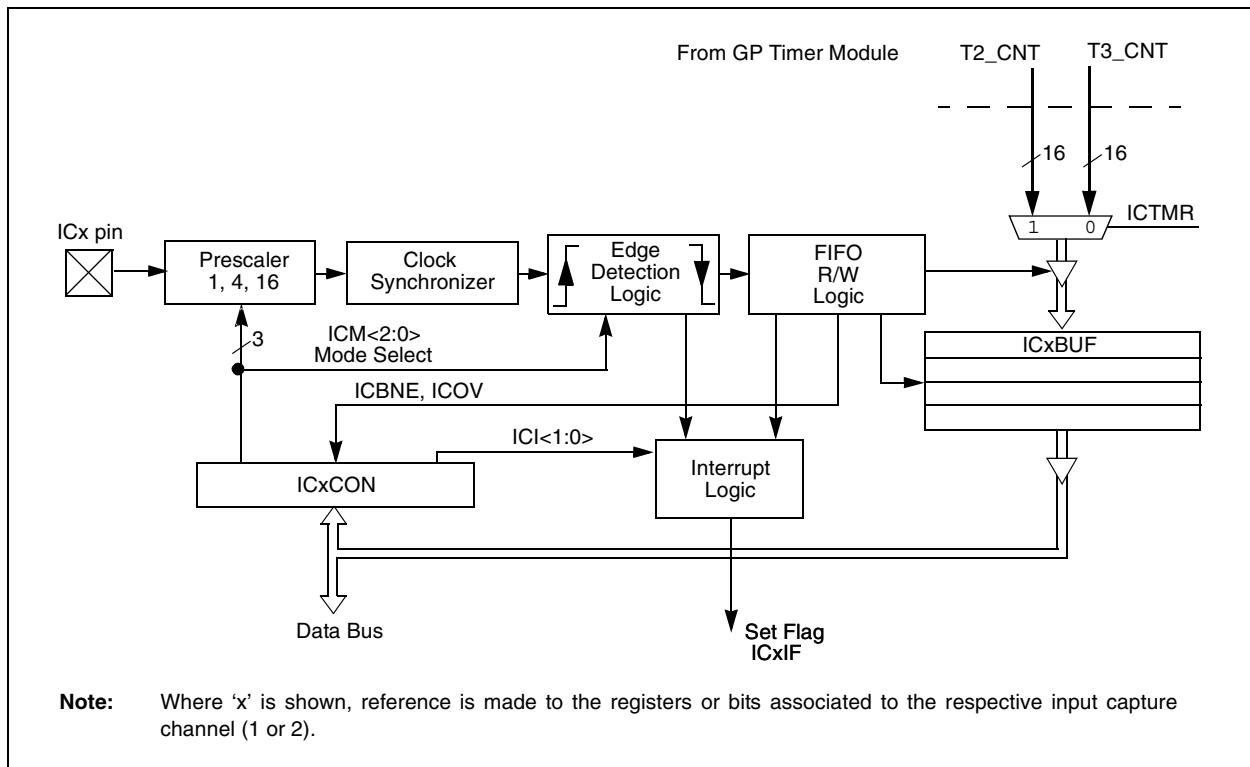 From GP Timer Module
T2_CNT
T3_CNT
16
16
1
0
ICTMR
ICx pin
Prescaler
1, 4, 16
Clock
Synchronizer
Edge
Detection
Logic
FIFO
R/W
Logic
3
ICM<2:0>
Mode Select
ICxBUF
ICBNE, ICOV
ICI<1:0>
ICxCON
Interrupt
Logic
Data Bus
Set Flag
ICxIF
Note: Where ‘x’ is shown, reference is made to the registers or bits associated to the respective input capture
channel (1 or 2).